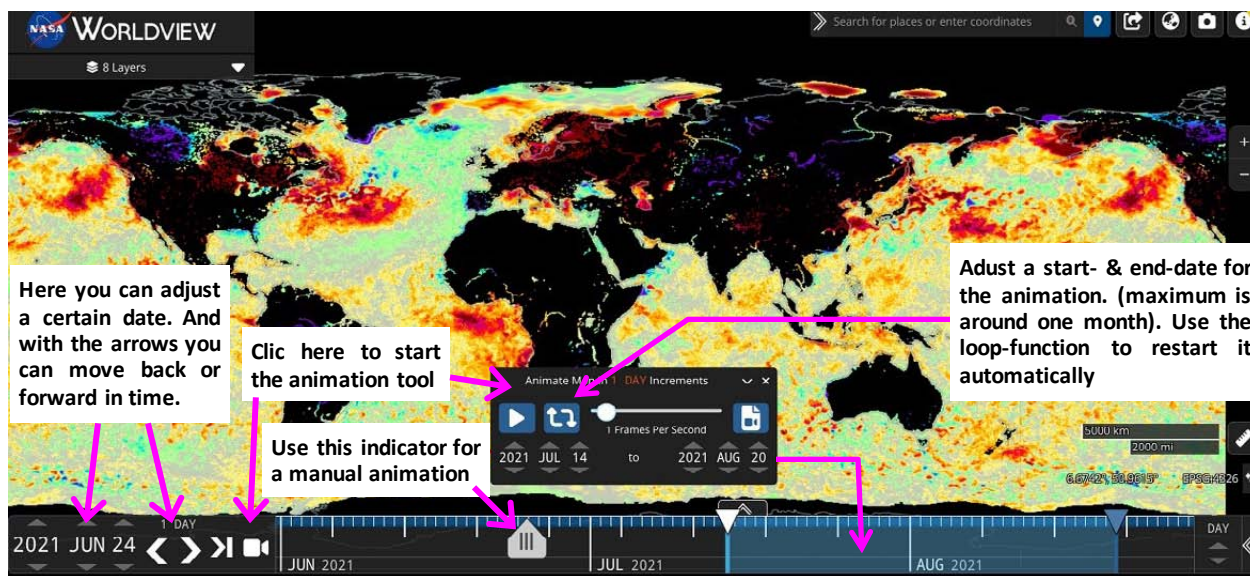 NASA WORLDVIEW
8 Layers
Search for places or enter coordinates
+
−
Here you can adjust
a certain date. And
with the arrows you
can move back or
forward in time.
Clic here to start
the animation tool
Use this indicator for
a manual animation
Adust a start- & end-date for
the animation. (maximum is
around one month). Use the
loop-function to restart it
automatically
1 DAY Increments
1 Frames Per Second
2021 JUL 14 to 2021 AUG 20
5000 km
2000 mi
1 DAY
2021 JUN 24
JUN 2021
JUL 2021
AUG 2021
DAY